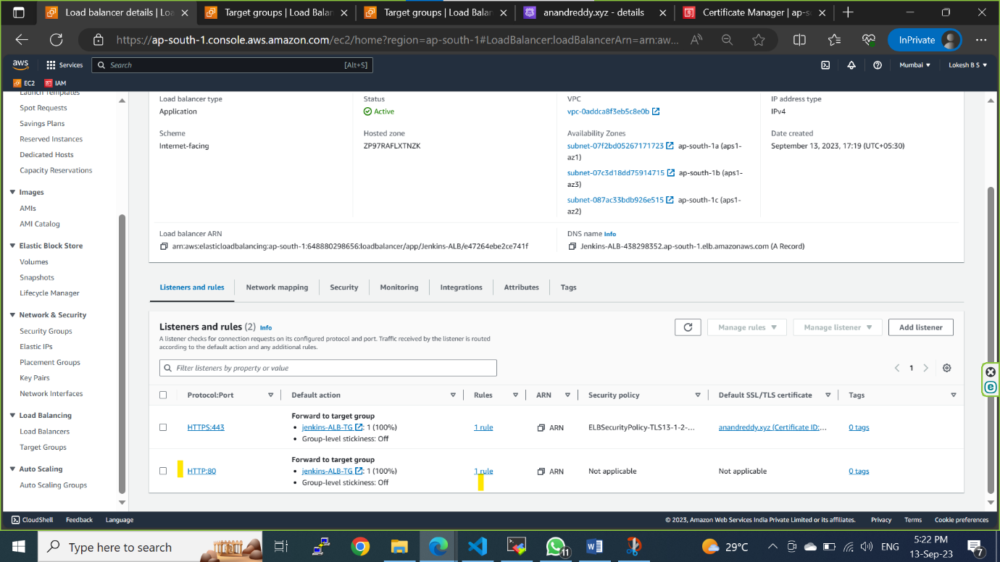 Load balancer details | Loa
Target groups | Load Balan
Target groups | Load Balan
anandreddy.xyz - details
Certificate Manager | ap-s
https://ap-south-1.console.aws.amazon.com/ec2/home?region=ap-south-1#LoadBalancer:loadBalancerArn=arn:aw...
InPrivate
aws
Services
Search
[Alt+S]
Mumbai
Lokesh B S
EC2
IAM
Launch Templates
Spot Requests
Savings Plans
Reserved Instances
Dedicated Hosts
Capacity Reservations
Images
AMIs
AMI Catalog
Elastic Block Store
Volumes
Snapshots
Lifecycle Manager
Network & Security
Security Groups
Elastic IPs
Placement Groups
Key Pairs
Network Interfaces
Load Balancing
Load Balancers
Target Groups
Auto Scaling
Auto Scaling Groups
Load balancer type
Application
Status
Active
VPC
vpc-0addca8f3eb5c8e0b
IP address type
IPv4
Scheme
Internet-facing
Hosted zone
ZP97RAFLXTNZK
Availability Zones
subnet-07f2bd05267171723 ap-south-1a (aps1-
az1)
subnet-07c3d18dd75914715 ap-south-1b (aps1-
az3)
subnet-087ac33bdb926e515 ap-south-1c (aps1-
az2)
Date created
September 13, 2023, 17:19 (UTC+05:30)
Load balancer ARN
arn:aws:elasticloadbalancing:ap-south-1:648880298656:loadbalancer/app/Jenkins-ALB/e47264ebe2ce741f
DNS name Info
Jenkins-ALB-438298352.ap-south-1.elb.amazonaws.com (A Record)
Listeners and rules
Network mapping
Security
Monitoring
Integrations
Attributes
Tags
Listeners and rules (2) Info
A listener checks for connection requests on its configured protocol and port. Traffic received by the listener is routed
according to the default action and any additional rules.
Manage rules
Manage listener
Add listener
Filter listeners by property or value
1
Protocol:Port
Default action
Rules
ARN
Security policy
Default SSL/TLS certificate
Tags
HTTPS:443
Forward to target group
• jenkins-ALB-TG : 1 (100%)
• Group-level stickiness: Off
1 rule
ARN
ELBSecurityPolicy-TLS13-1-2-...
anandreddy.xyz (Certificate ID:...
0 tags
HTTP:80
Forward to target group
• jenkins-ALB-TG : 1 (100%)
• Group-level stickiness: Off
1 rule
ARN
Not applicable
Not applicable
0 tags
CloudShell
Feedback
Language
© 2023, Amazon Web Services India Private Limited or its affiliates.
Privacy
Terms
Cookie preferences
Type here to search
11
29°C
ENG
5:22 PM
13-Sep-23
7